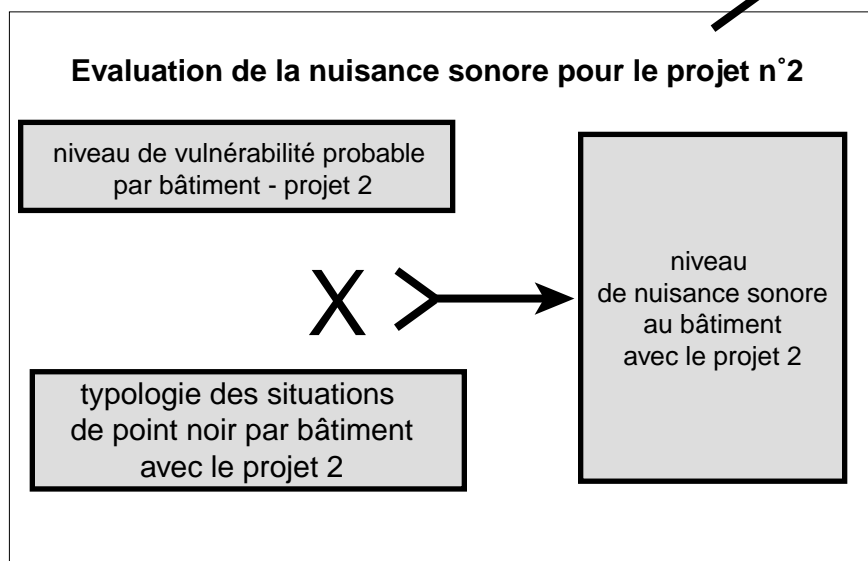 Evaluation de la nuisance sonore pour le projet n°2
niveau de vulnérabilité probable
par bâtiment - projet 2
X
niveau
de nuisance sonore
au bâtiment
avec le projet 2
typologie des situations
de point noir par bâtiment
avec le projet 2